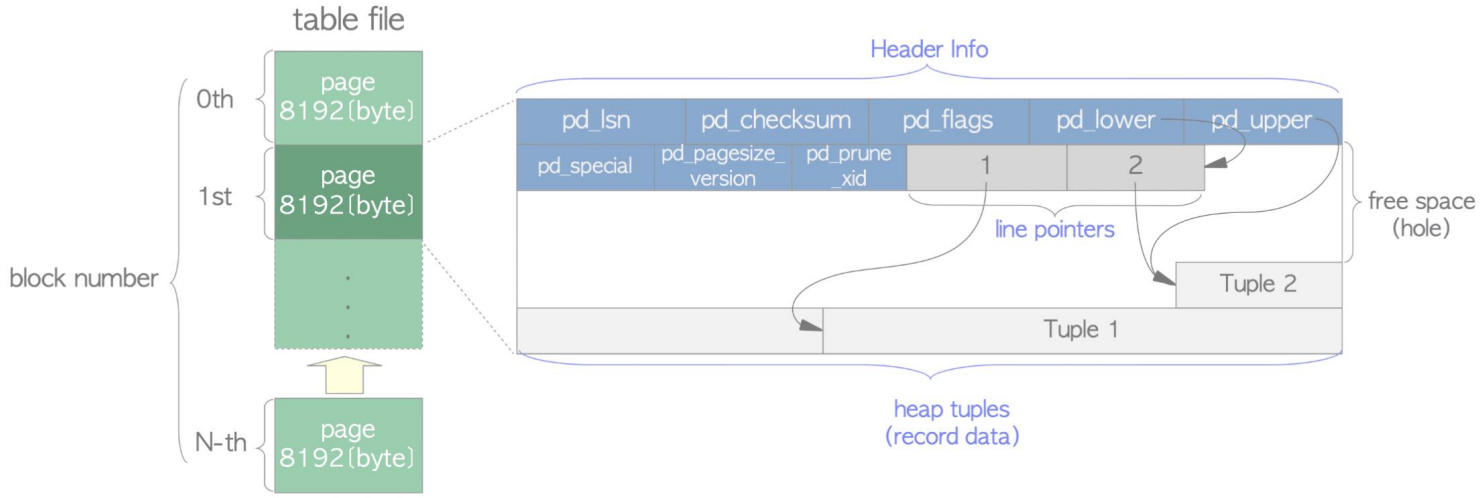 table file
block number
0th
page
8192[byte]
1st
page
8192[byte]
N-th
page
8192[byte]
Header Info
pd_lsn
pd_checksum
pd_flags
pd_lower
pd_upper
pd_special
pd_pagesize_
version
pd_prune
_xid
1
2
line pointers
free space
(hole)
Tuple 2
Tuple 1
heap tuples
(record data)